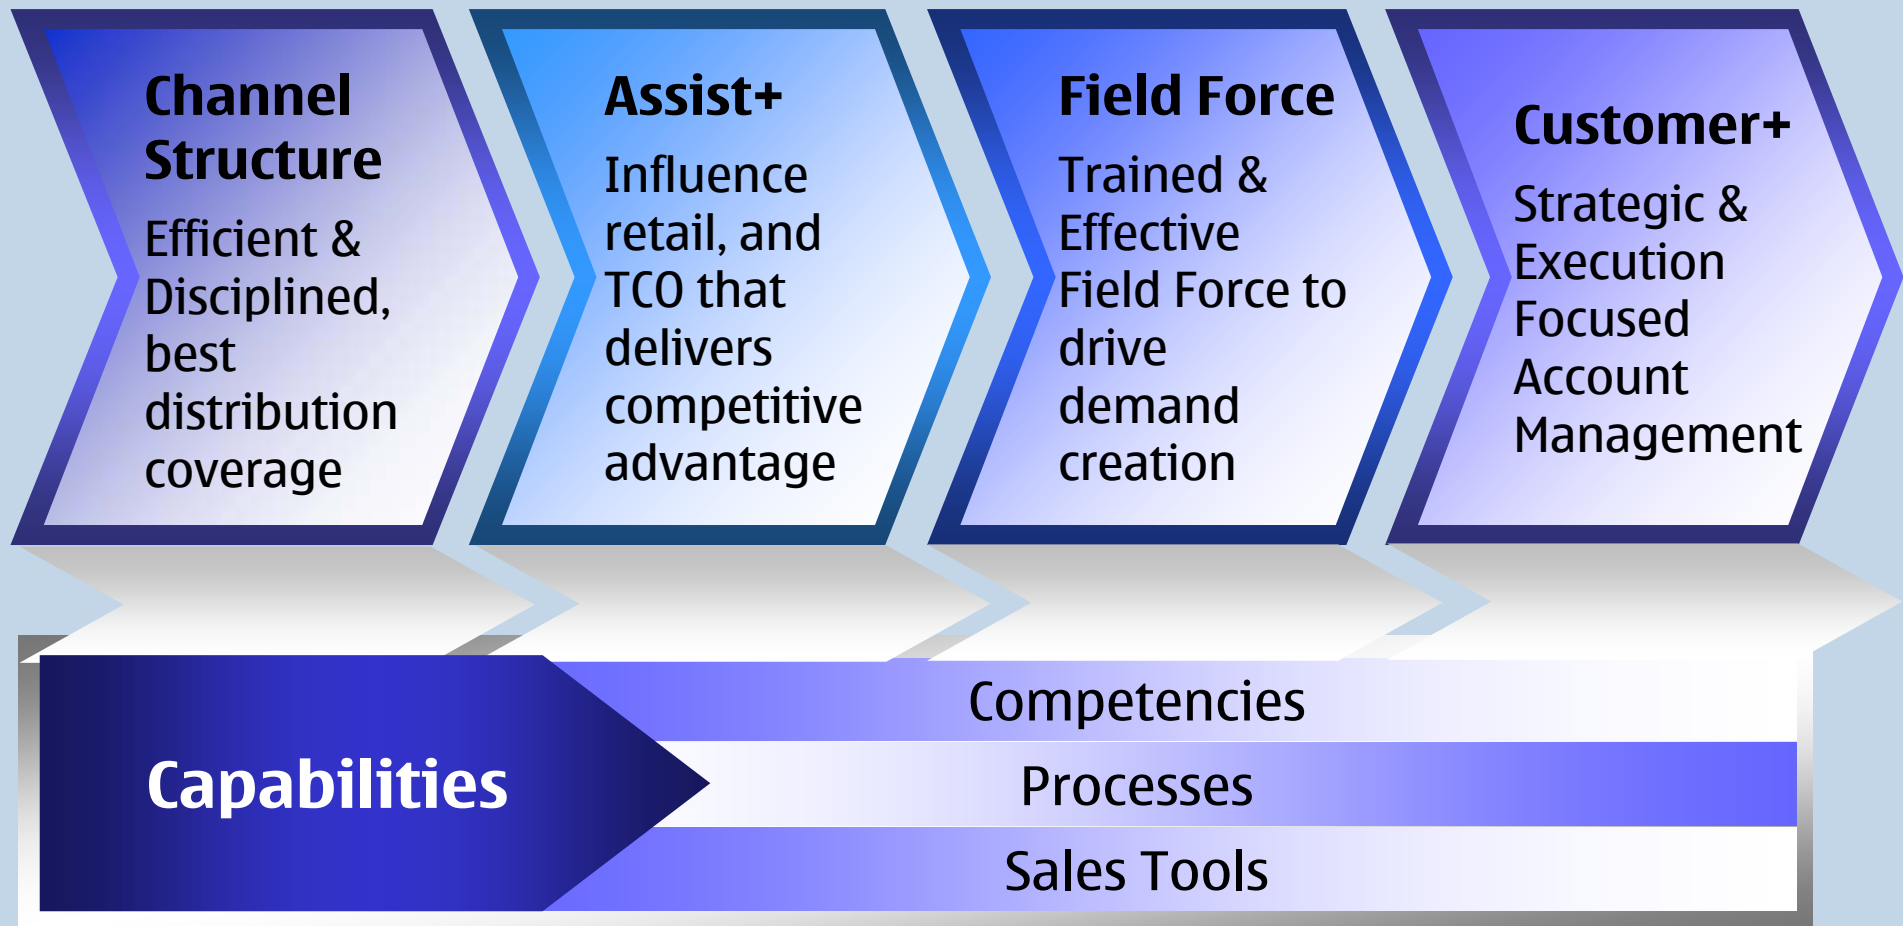 Channel
Structure
Efficient &
Disciplined,
best
distribution
coverage
Assist+
Influence
retail, and
TCO that
delivers
competitive
advantage
Field Force
Trained &
Effective
Field Force to
drive
demand
creation
Customer+
Strategic &
Execution
Focused
Account
Management
Capabilities
Competencies
Processes
Sales Tools